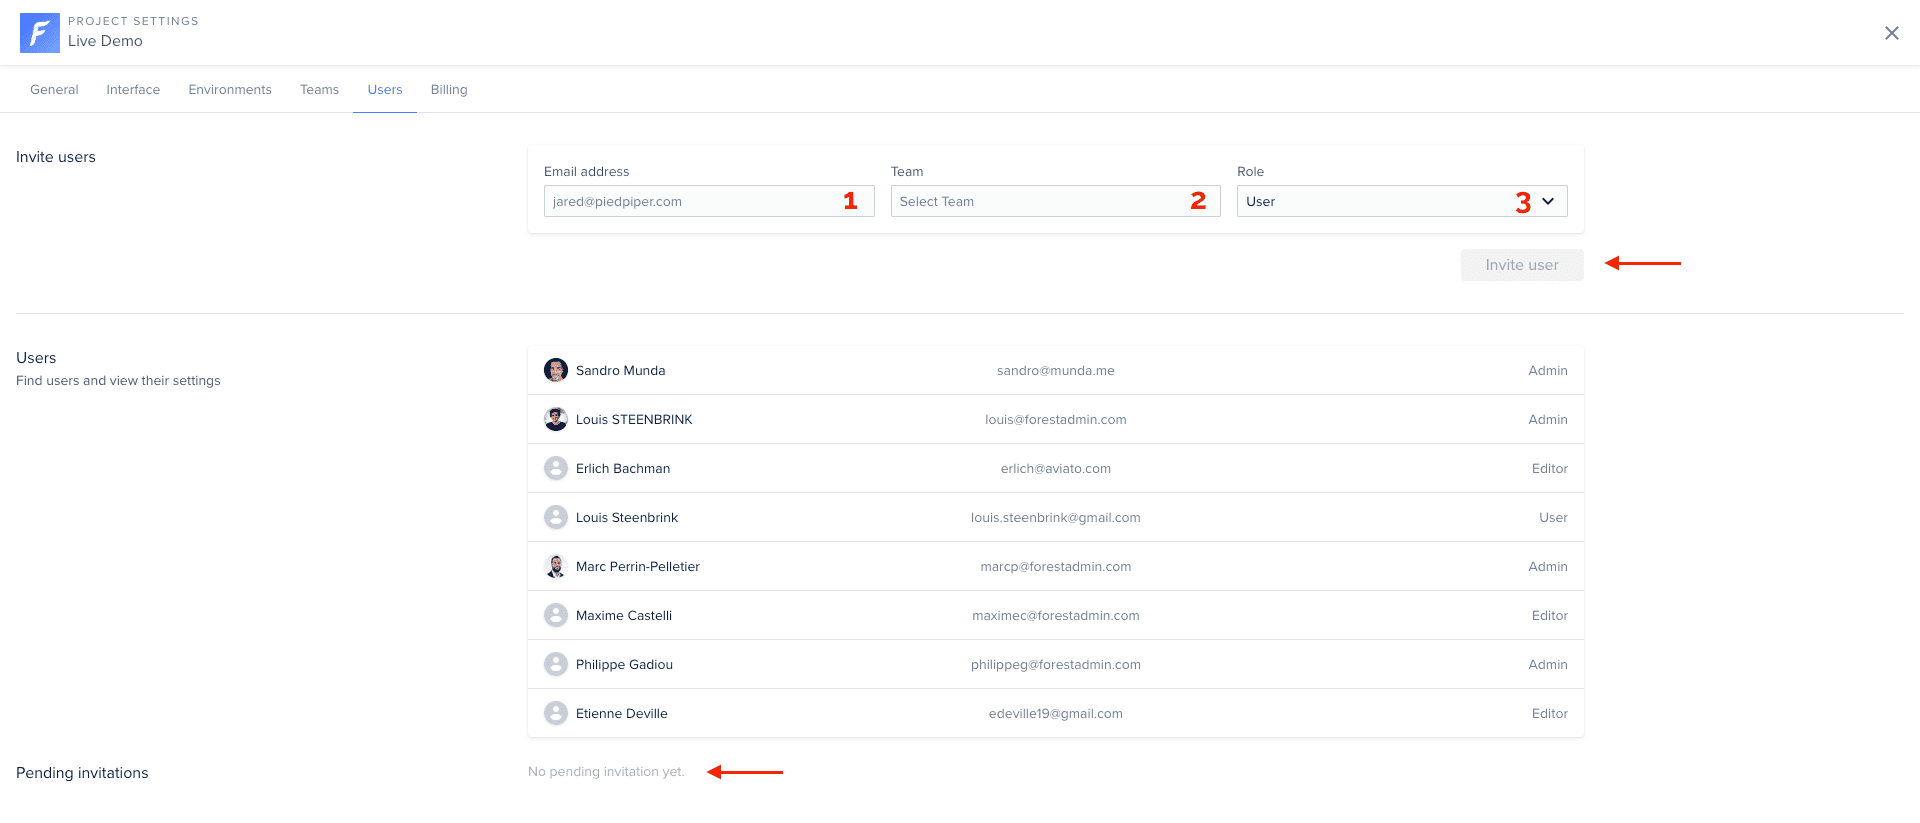 PROJECT SETTINGS
Live Demo
General Interface Environments Teams Users Billing
Invite users
Email address Team Role
jared@piedpiper.com 1 Select Team 2 User 3
Invite user
Users
Find users and view their settings
Sandro Munda sandro@munda.me Admin
Louis STEENBRINK louis@forestadmin.com Admin
Erlich Bachman erlich@aviato.com Editor
Louis Steenbrink louis.steenbrink@gmail.com User
Marc Perrin-Pelletier marcp@forestadmin.com Admin
Maxime Castelli maximec@forestadmin.com Editor
Philippe Gadiou philippeg@forestadmin.com Admin
Etienne Deville edeville19@gmail.com Editor
Pending invitations No pending invitation yet.